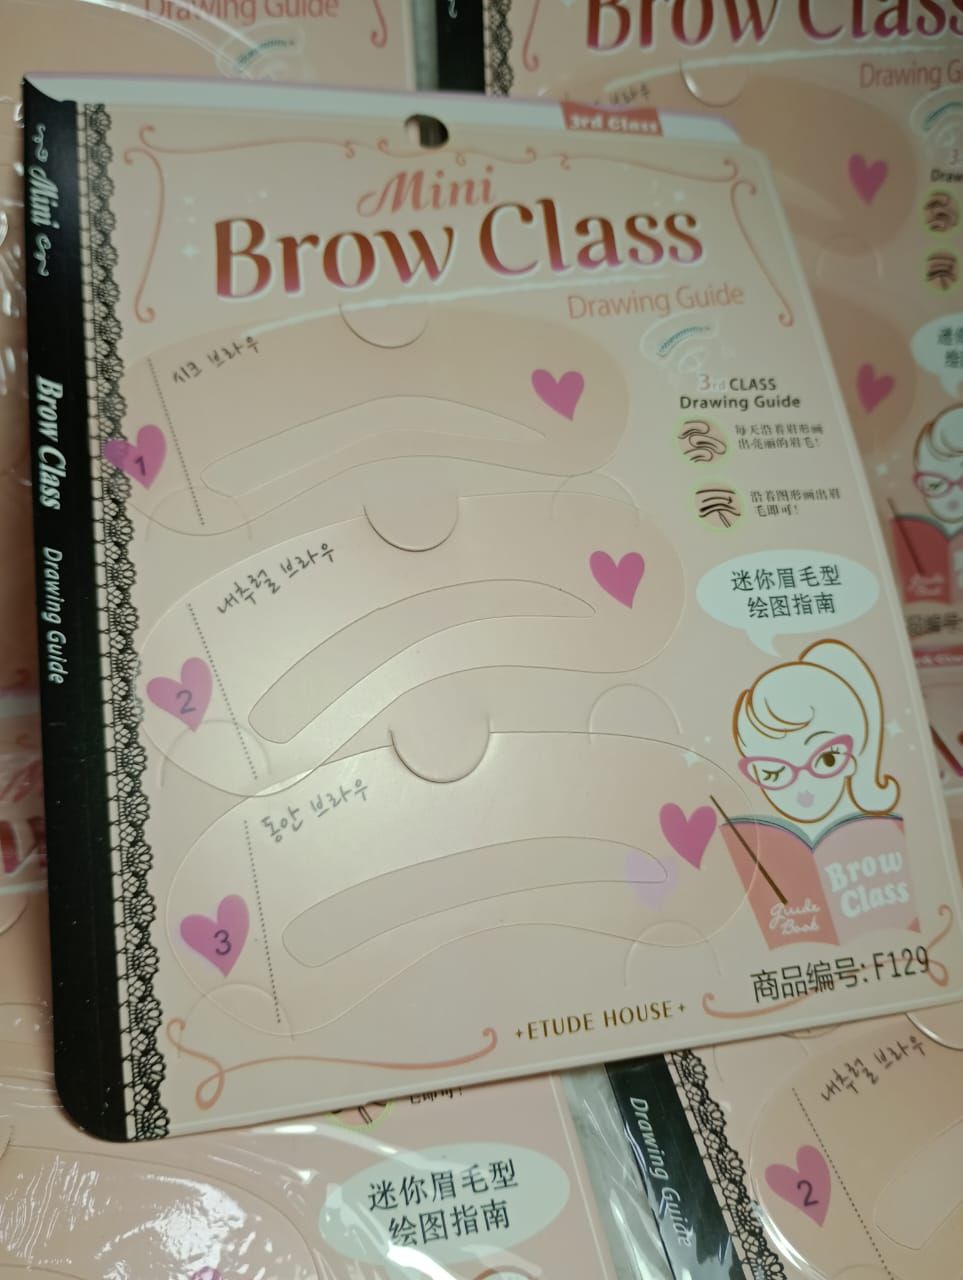 Drawing Guide
Brow Class
Drawing G
3rd Class
Mini
Brow Class
Drawing Guide
시크 브라우
1
3rd CLASS
Drawing Guide
每天沿着眉形画
出亮丽的眉毛!
沿着图形画出眉
毛即可!
내추럴 브라우
2
迷你眉毛型
绘图指南
동안 브라우
3
Brow
Class
guide
Book
商品编号: F129
ETUDE HOUSE
Mini
Brow Class
Drawing Guide
迷你眉毛型
绘图指南
Drawing Guide
내추럴 브라우
2